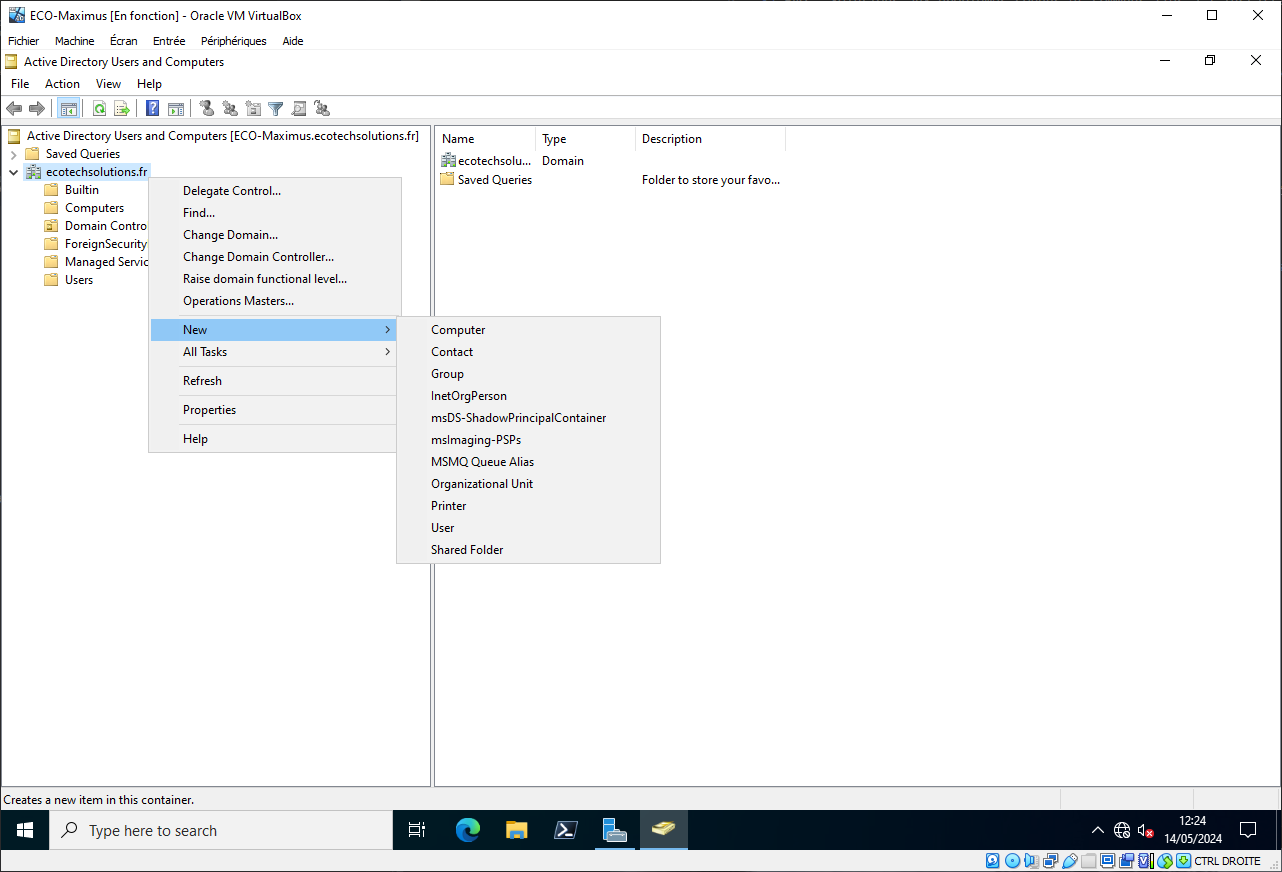 ECO-Maximus [En fonction] - Oracle VM VirtualBox
Fichier Machine Écran Entrée Périphériques Aide
Active Directory Users and Computers
File Action View Help
Active Directory Users and Computers [ECO-Maximus.ecotechsolutions.fr]
Saved Queries
ecotechsolutions.fr
Builtin
Computers
Domain Contro
ForeignSecurity
Managed Servic
Users
Name Type Description
ecotechsolu... Domain
Saved Queries Folder to store your favo...
Delegate Control...
Find...
Change Domain...
Change Domain Controller...
Raise domain functional level...
Operations Masters...
New
All Tasks
Refresh
Properties
Help
Computer
Contact
Group
InetOrgPerson
msDS-ShadowPrincipalContainer
msImaging-PSPs
MSMQ Queue Alias
Organizational Unit
Printer
User
Shared Folder
Creates a new item in this container.
Type here to search
12:24
14/05/2024
CTRL DROITE